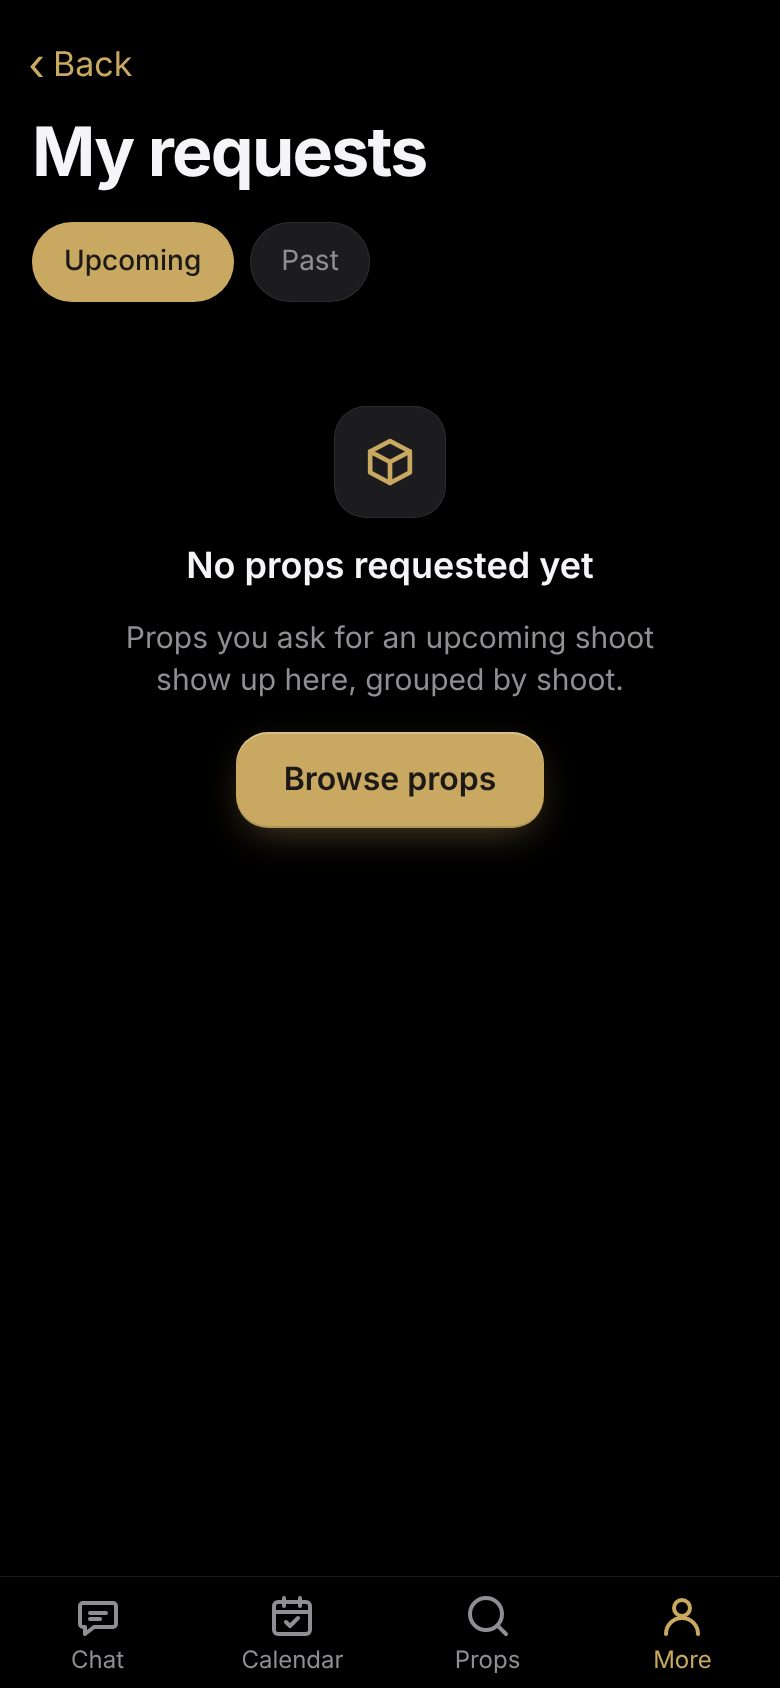 ‹ Back
My requests
Upcoming
Past
No props requested yet
Props you ask for an upcoming shoot
show up here, grouped by shoot.
Browse props
Chat
Calendar
Props
More